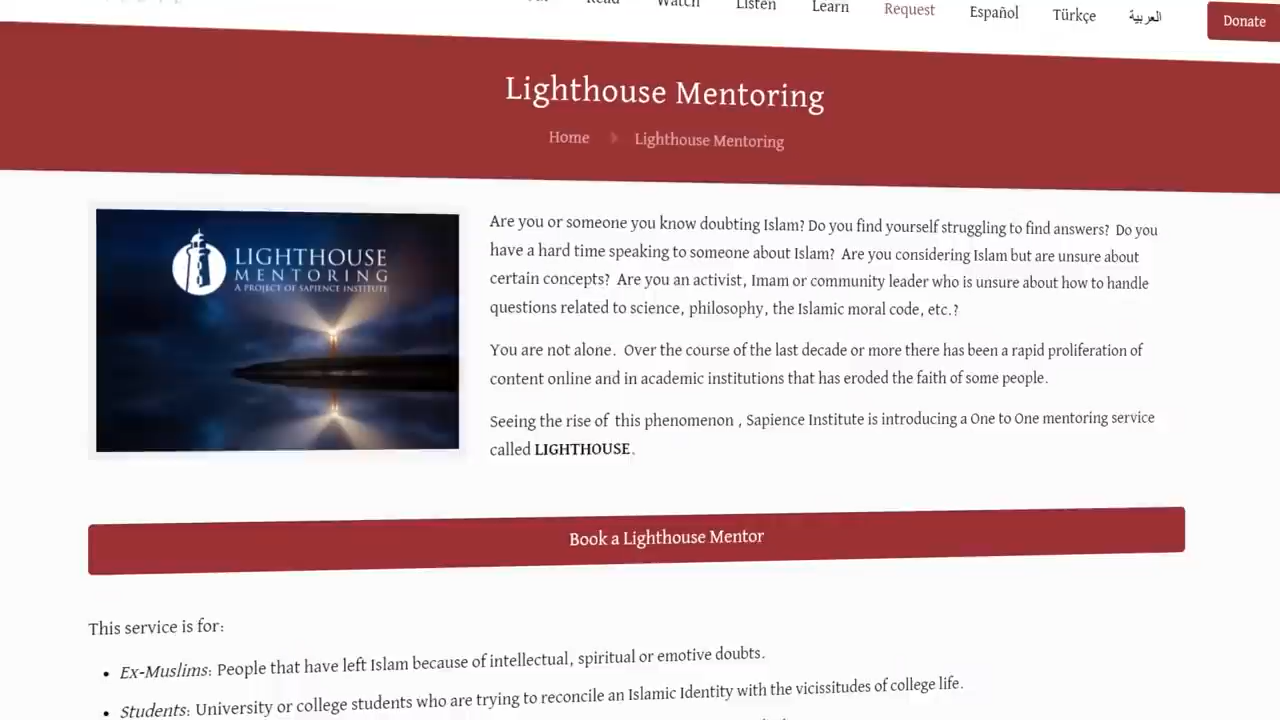 Watch Listen Learn Request Español Türkçe العربية Donate
Lighthouse Mentoring
Home Lighthouse Mentoring
LIGHTHOUSE
MENTORING
A PROJECT OF SAPIENCE INSTITUTE
Are you or someone you know doubting Islam? Do you find yourself struggling to find answers? Do you
have a hard time speaking to someone about Islam? Are you considering Islam but are unsure about
certain concepts? Are you an activist, Imam or community leader who is unsure about how to handle
questions related to science, philosophy, the Islamic moral code, etc.?
You are not alone. Over the course of the last decade or more there has been a rapid proliferation of
content online and in academic institutions that has eroded the faith of some people.
Seeing the rise of this phenomenon , Sapience Institute is introducing a One to One mentoring service
called LIGHTHOUSE.
Book a Lighthouse Mentor
This service is for:
• Ex-Muslims: People that have left Islam because of intellectual, spiritual or emotive doubts.
• Students: University or college students who are trying to reconcile an Islamic Identity with the vicissitudes of college life.